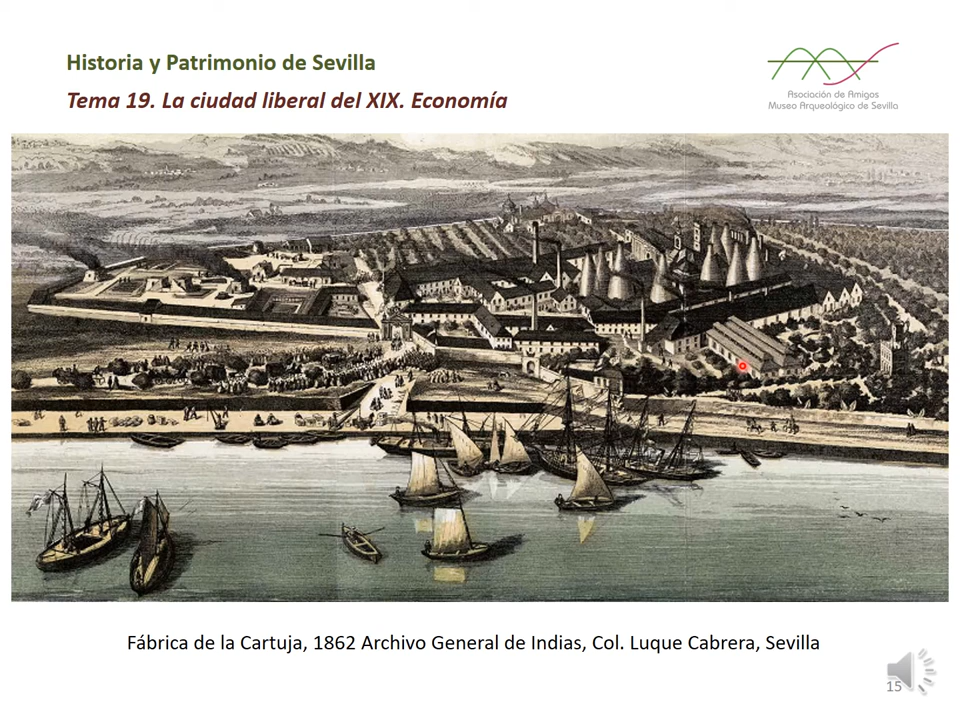 Historia y Patrimonio de Sevilla
Tema 19. La ciudad liberal del XIX. Economía
Asociación de Amigos
Museo Arqueológico de Sevilla
Fábrica de la Cartuja, 1862 Archivo General de Indias, Col. Luque Cabrera, Sevilla
15